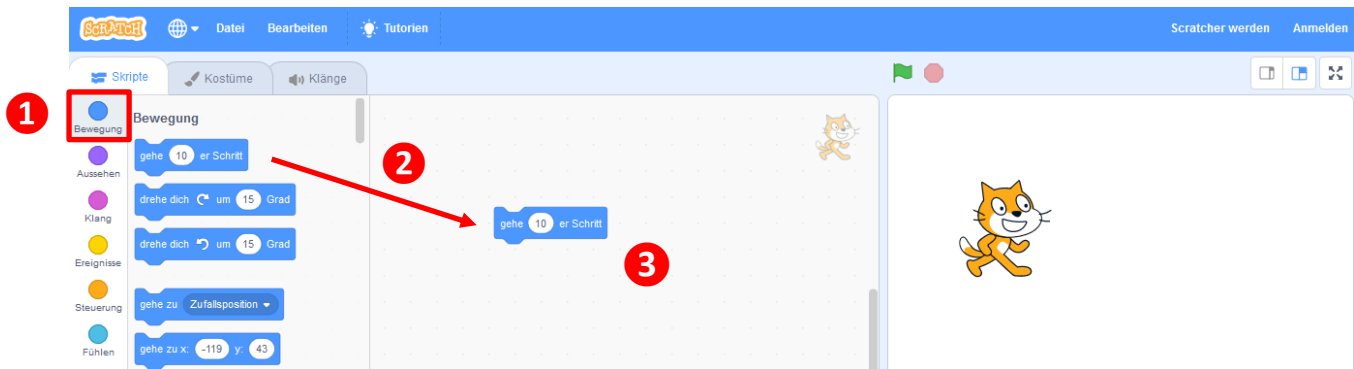 SCRATCH Datei Bearbeiten Tutorien Scratcher werden Anmelden
Skripte Kostüme Klänge
1
Bewegung
Aussehen
Klang
Ereignisse
Steuerung
Fühlen
Bewegung
gehe 10 er Schritt
drehe dich um 15 Grad
drehe dich um 15 Grad
gehe zu Zufallsposition
gehe zu x: -119 y: 43
2
gehe 10 er Schritt
3